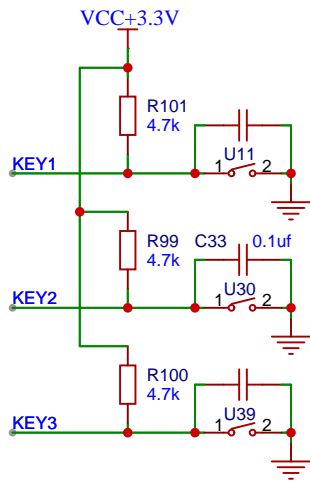 VCC+3.3V
R101
4.7k
U11
KEY1
1 2
R99
4.7k
C33 0.1uf
U30
KEY2
1 2
R100
4.7k
U39
KEY3
1 2